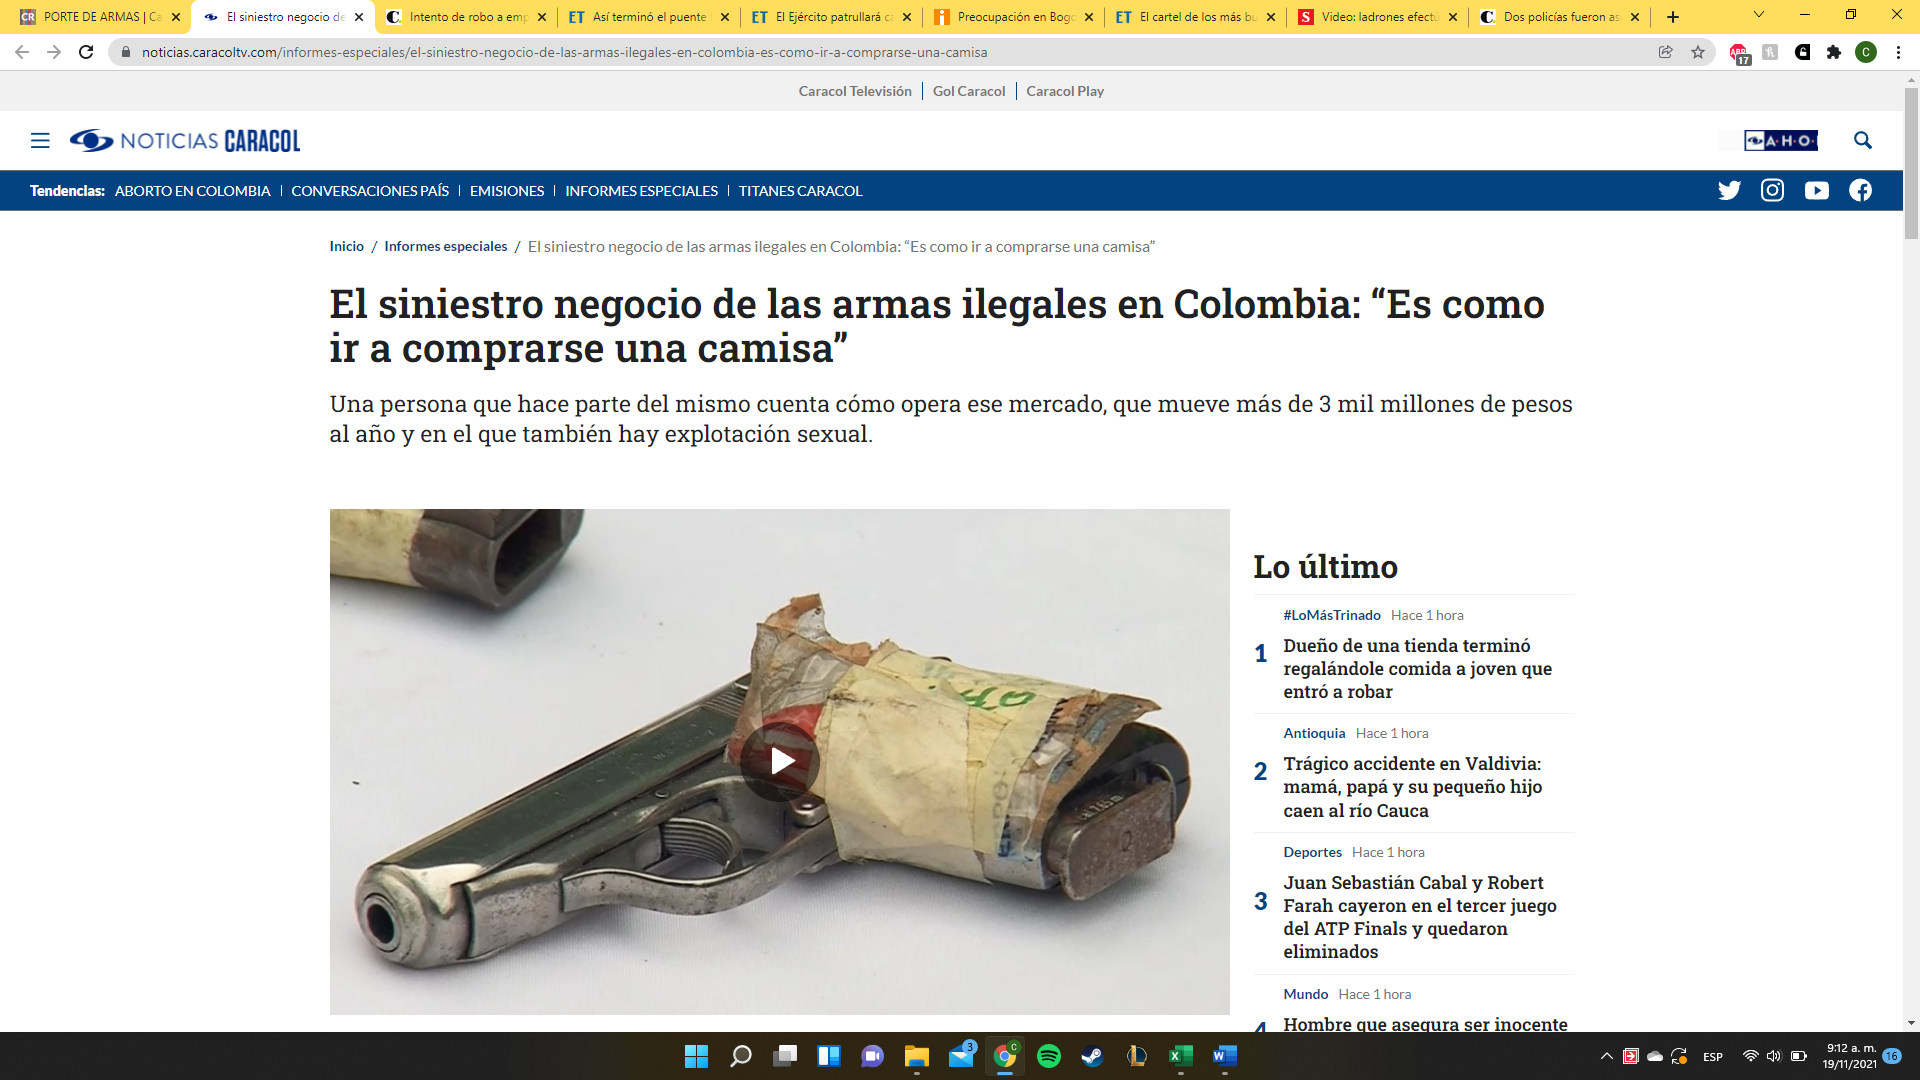 PORTE DE ARMAS | Ca
El siniestro negocio de
Intento de robo a emp
Así terminó el puente
El Ejército patrullará ca
Preocupación en Bogo
El cartel de los más bu
Video: ladrones efectú
Dos policías fueron as
noticias.caracoltv.com/informes-especiales/el-siniestro-negocio-de-las-armas-ilegales-en-colombia-es-como-ir-a-comprarse-una-camisa
17
C
Caracol Televisión | Gol Caracol | Caracol Play
NOTICIAS CARACOL
A·H·O·
Tendencias: ABORTO EN COLOMBIA | CONVERSACIONES PAÍS | EMISIONES | INFORMES ESPECIALES | TITANES CARACOL
Inicio / Informes especiales / El siniestro negocio de las armas ilegales en Colombia: “Es como ir a comprarse una camisa”
El siniestro negocio de las armas ilegales en Colombia: “Es como
ir a comprarse una camisa”
Una persona que hace parte del mismo cuenta cómo opera ese mercado, que mueve más de 3 mil millones de pesos
al año y en el que también hay explotación sexual.
Lo último
#LoMásTrinado Hace 1 hora
1 Dueño de una tienda terminó
regalándole comida a joven que
entró a robar
Antioquia Hace 1 hora
2 Trágico accidente en Valdivia:
mamá, papá y su pequeño hijo
caen al río Cauca
Deportes Hace 1 hora
3 Juan Sebastián Cabal y Robert
Farah cayeron en el tercer juego
del ATP Finals y quedaron
eliminados
Mundo Hace 1 hora
4 Hombre que asegura ser inocente
3
C
ESP
9:12 a. m.
19/11/2021
16